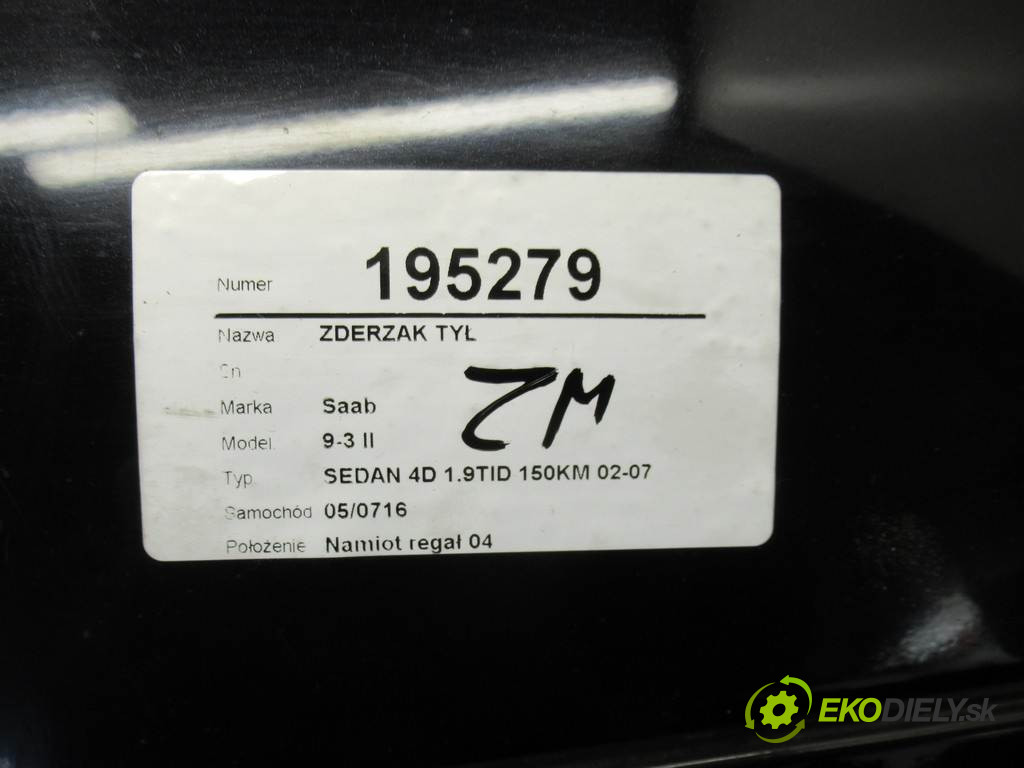 Numer 195279
Nazwa ZDERZAK TYŁ
Cn
Marka Saab
Model. 9-3 II
Typ. SEDAN 4D 1.9TID 150KM 02-07
Samochód 05/0716
Położenie Namiot regał 04
ZM
EKODIELY.sk